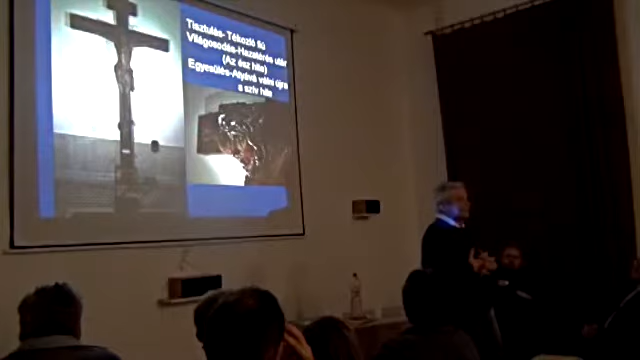 Tisztulás- Tékozló fiú
Világosodás-Hazatérés után
(Az ész hite)
Egyesülés-Atyává válni újra
a szív hite